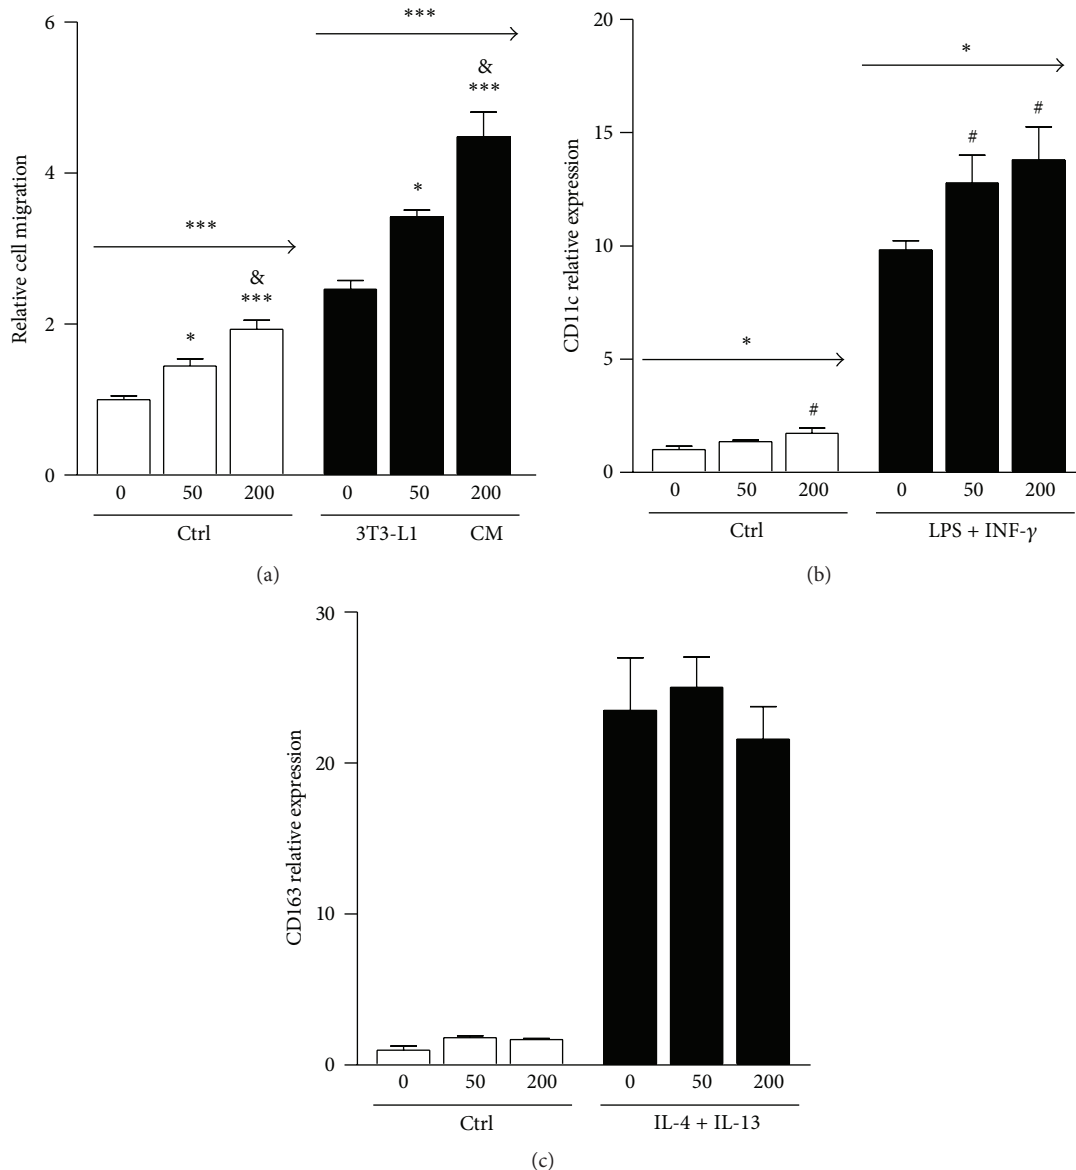 Relative cell migration
6
4
2
0
***
*
&
***
***
*
&
***
0 50 200 0 50 200
Ctrl 3T3-L1 CM
(a)
CD11c relative expression
20
15
10
5
0
*
#
*
#
#
0 50 200 0 50 200
Ctrl LPS + INF-γ
(b)
CD163 relative expression
30
20
10
0
0 50 200 0 50 200
Ctrl IL-4 + IL-13
(c)